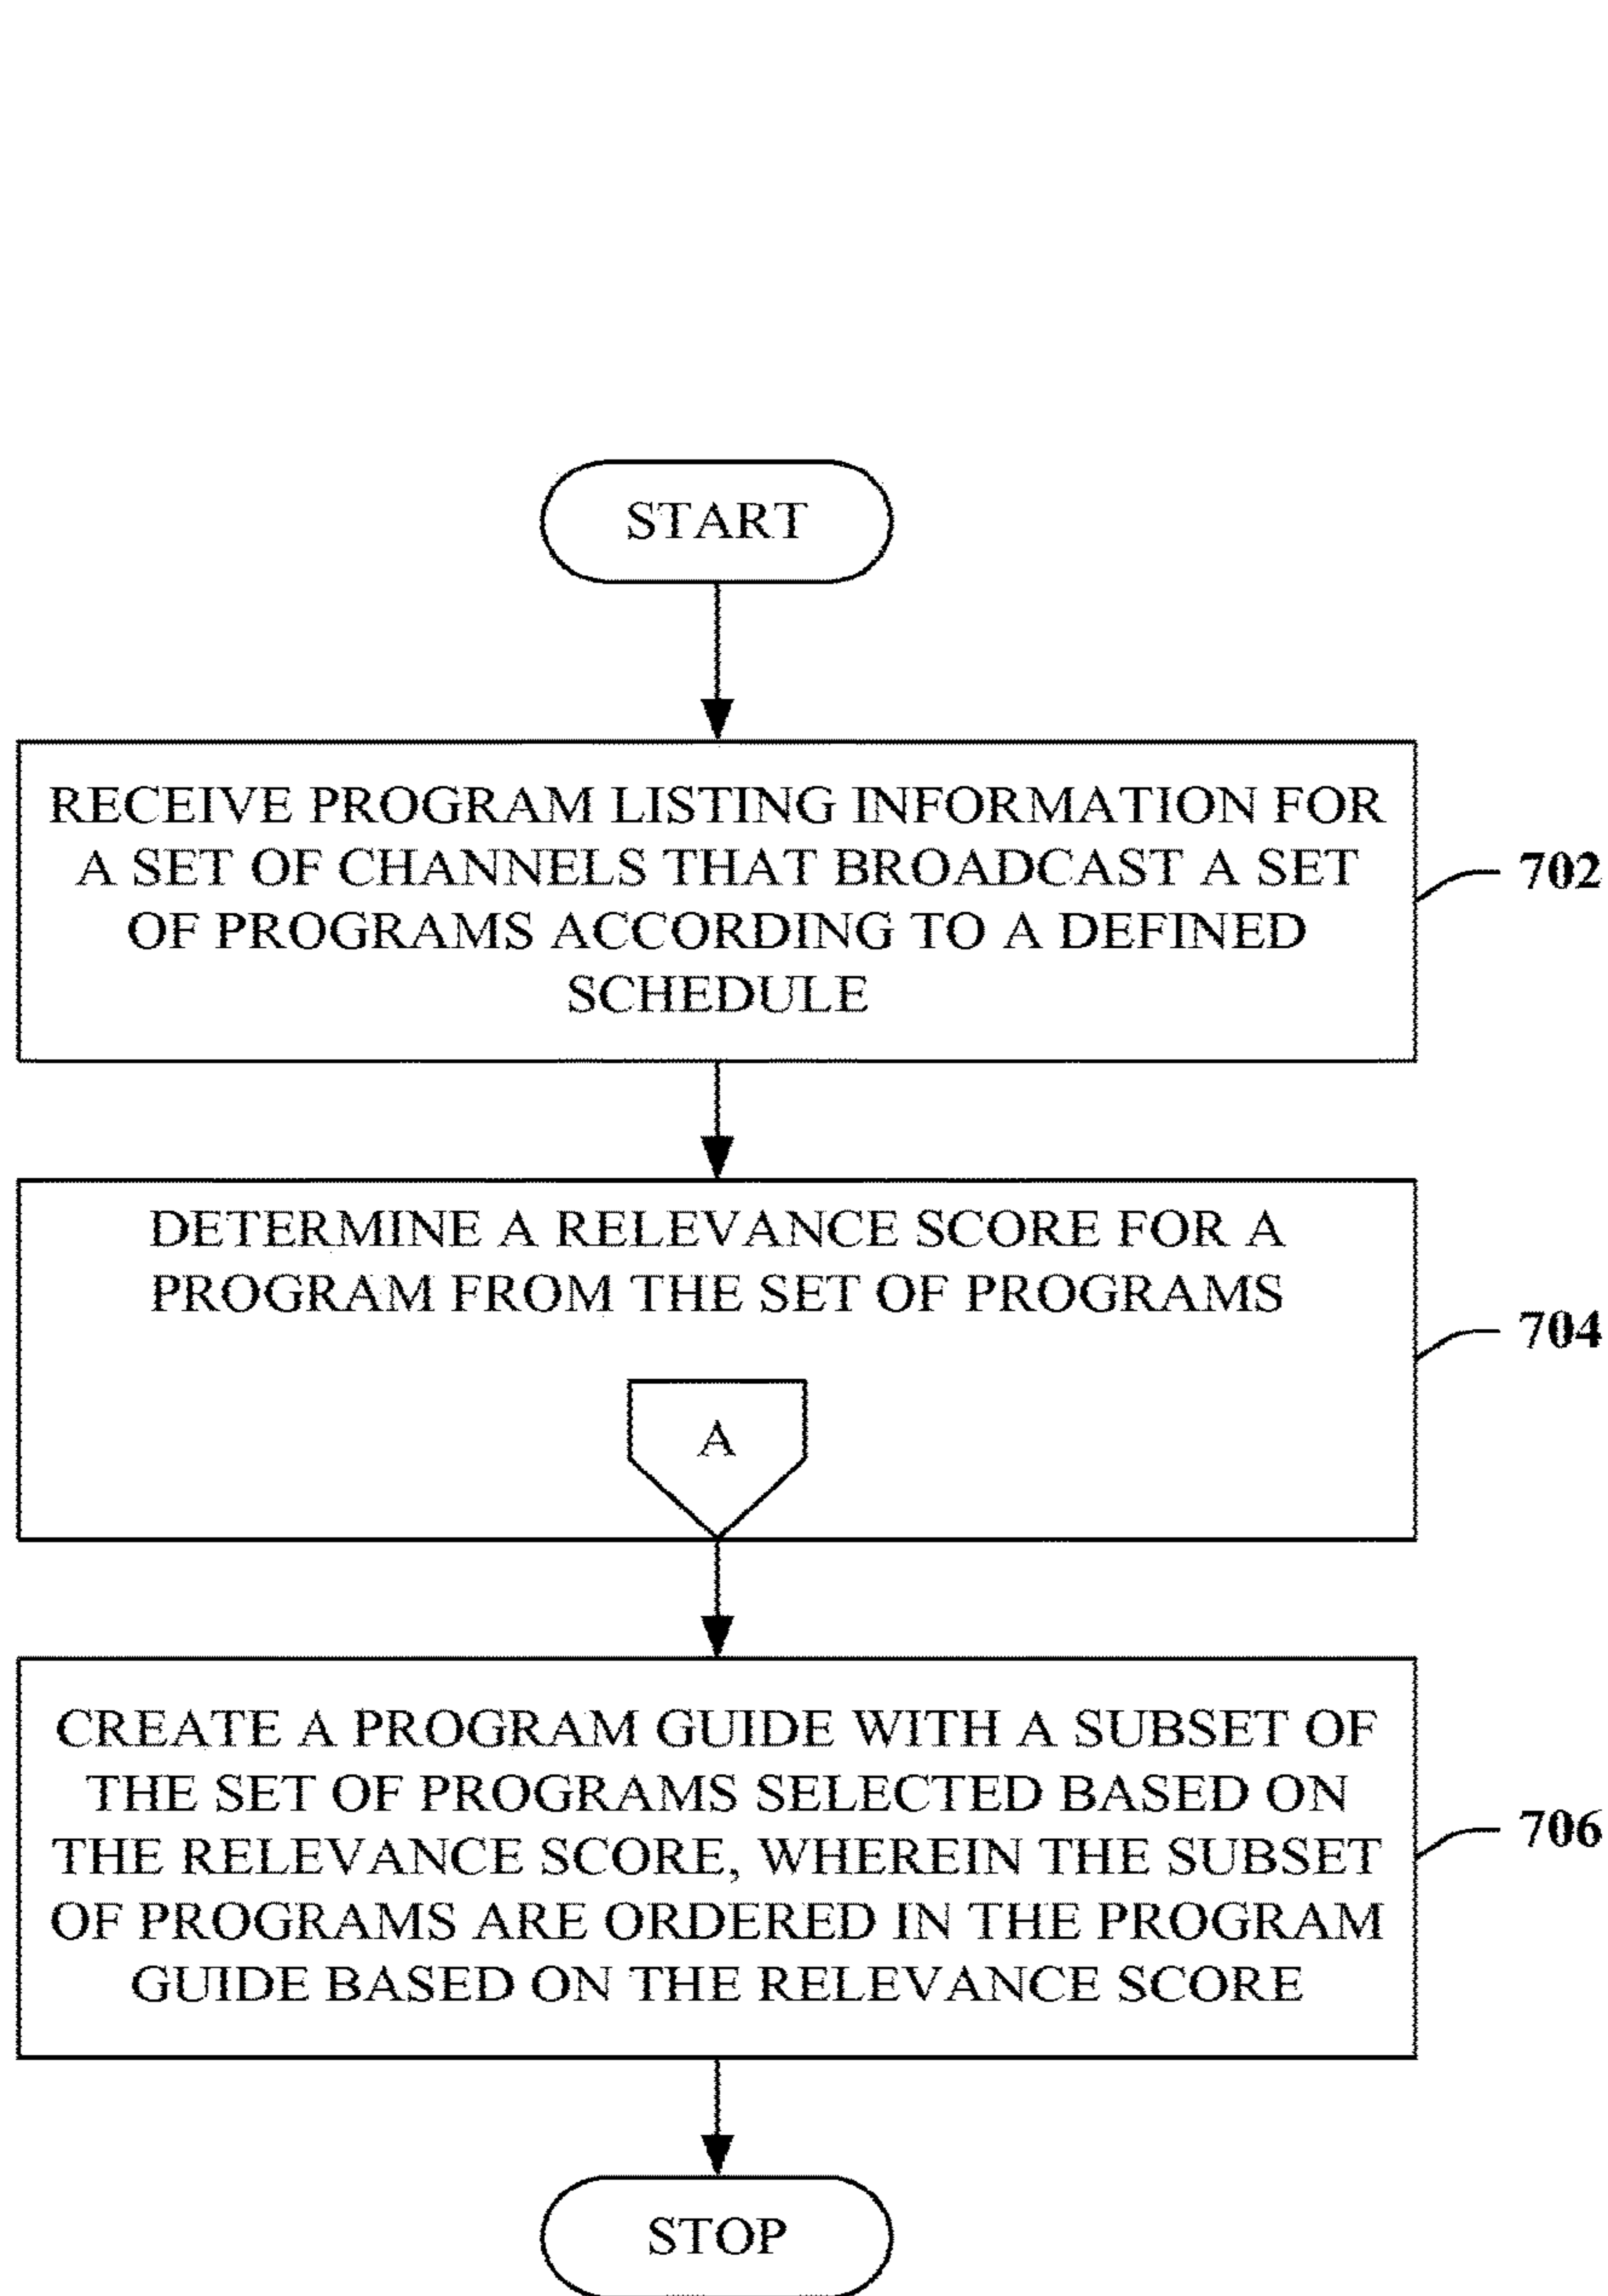 START
RECEIVE PROGRAM LISTING INFORMATION FOR
A SET OF CHANNELS THAT BROADCAST A SET
OF PROGRAMS ACCORDING TO A DEFINED
SCHEDULE
702
DETERMINE A RELEVANCE SCORE FOR A
PROGRAM FROM THE SET OF PROGRAMS
704
A
CREATE A PROGRAM GUIDE WITH A SUBSET OF
THE SET OF PROGRAMS SELECTED BASED ON
THE RELEVANCE SCORE, WHEREIN THE SUBSET
OF PROGRAMS ARE ORDERED IN THE PROGRAM
GUIDE BASED ON THE RELEVANCE SCORE
706
STOP